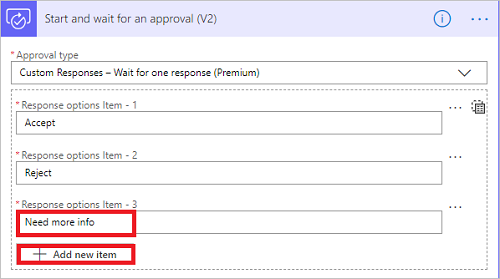 Start and wait for an approval (V2)
* Approval type
Custom Responses – Wait for one response (Premium)
* Response options Item - 1
Accept
* Response options Item - 2
Reject
* Response options Item - 3
Need more info
+ Add new item